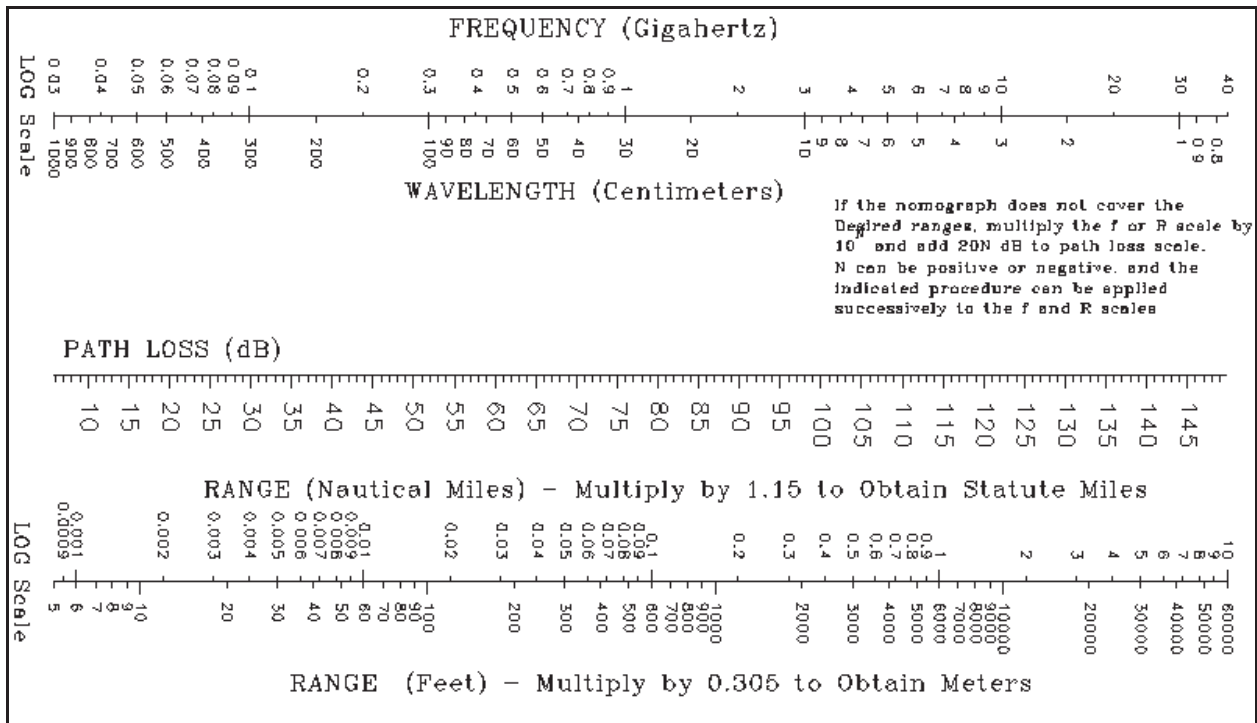 FREQUENCY (Gigahertz)
LOG Scale
0.03 0.04 0.05 0.06 0.07 0.08 0.09 0.1 0.2 0.3 0.4 0.5 0.6 0.7 0.8 0.9 1 2 3 4 5 6 7 8 9 10 20 30 40
1000 900 800 700 600 500 400 300 200 100 90 80 70 60 50 40 30 20 10 9 8 7 6 5 4 3 2 1 0.9 0.8
WAVELENGTH (Centimeters)
If the nomograph does not cover the
Desired ranges, multiply the f or R scale by
10^N and add 20N dB to path loss scale.
N can be positive or negative, and the
indicated procedure can be applied
successively to the f and R scales
PATH LOSS (dB)
10 15 20 25 30 35 40 45 50 55 60 65 70 75 80 85 90 95 100 105 110 115 120 125 130 135 140 145
RANGE (Nautical Miles) - Multiply by 1.15 to Obtain Statute Miles
LOG Scale
0.0009 0.001 0.002 0.003 0.004 0.005 0.006 0.007 0.008 0.009 0.01 0.02 0.03 0.04 0.05 0.06 0.07 0.08 0.09 0.1 0.2 0.3 0.4 0.5 0.6 0.7 0.8 0.9 1 2 3 4 5 6 7 8 9 10
5 6 7 8 9 10 20 30 40 50 60 70 80 90 100 200 300 400 500 600 700 800 900 1000 2000 3000 4000 5000 6000 7000 8000 9000 10000 20000 30000 40000 50000 60000
RANGE (Feet) - Multiply by 0.305 to Obtain Meters